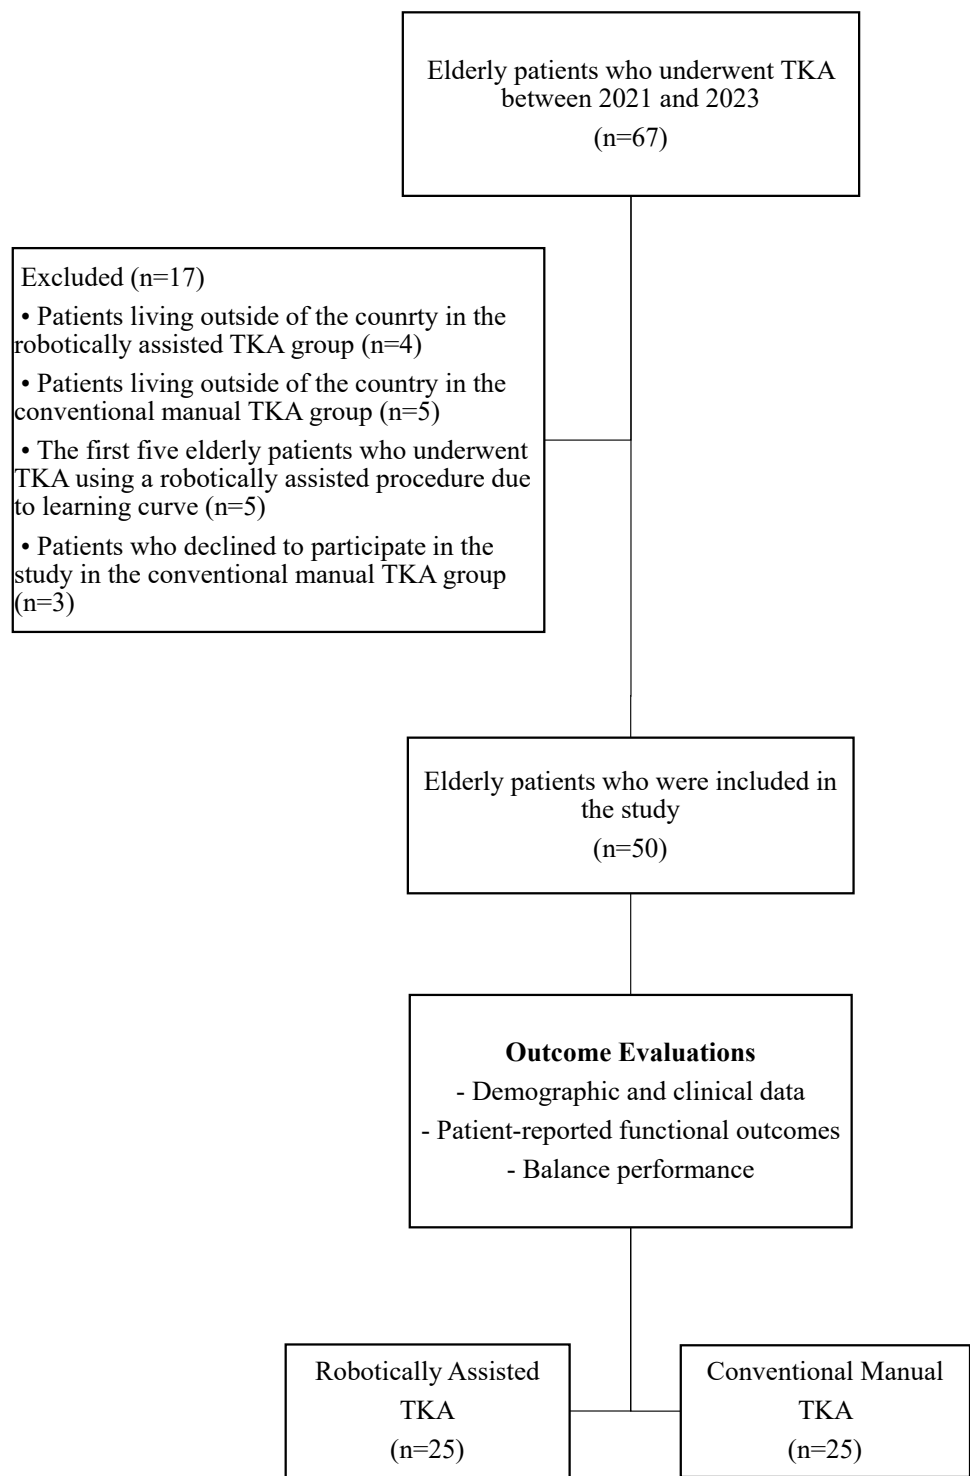 Elderly patients who underwent TKA
between 2021 and 2023
(n=67)
Excluded (n=17)
• Patients living outside of the counrty in the
robotically assisted TKA group (n=4)
• Patients living outside of the country in the
conventional manual TKA group (n=5)
• The first five elderly patients who underwent
TKA using a robotically assisted procedure due
to learning curve (n=5)
• Patients who declined to participate in the
study in the conventional manual TKA group
(n=3)
Elderly patients who were included in
the study
(n=50)
Outcome Evaluations
- Demographic and clinical data
- Patient-reported functional outcomes
- Balance performance
Robotically Assisted
TKA
(n=25)
Conventional Manual
TKA
(n=25)